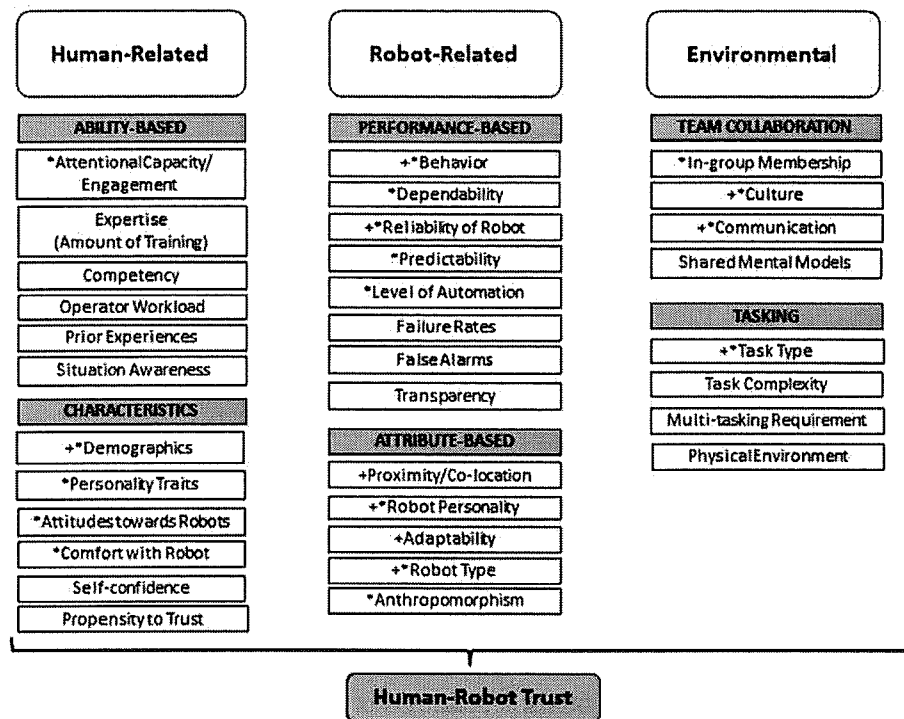 Human-Related
ABILITY-BASED
*Attentional Capacity/
Engagement
Expertise
(Amount of Training)
Competency
Operator Workload
Prior Experiences
Situation Awareness
CHARACTERISTICS
+*Demographics
*Personality Traits
*Attitudes towards Robots
*Comfort with Robot
Self-confidence
Propensity to Trust
Robot-Related
PERFORMANCE-BASED
+*Behavior
*Dependability
+*Reliability of Robot
*Predictability
*Level of Automation
Failure Rates
False Alarms
Transparency
ATTRIBUTE-BASED
+Proximity/Co-location
+*Robot Personality
+Adaptability
+*Robot Type
*Anthropomorphism
Environmental
TEAM COLLABORATION
*In-group Membership
+*Culture
+*Communication
Shared Mental Models
TASKING
+*Task Type
Task Complexity
Multi-tasking Requirement
Physical Environment
Human-Robot Trust